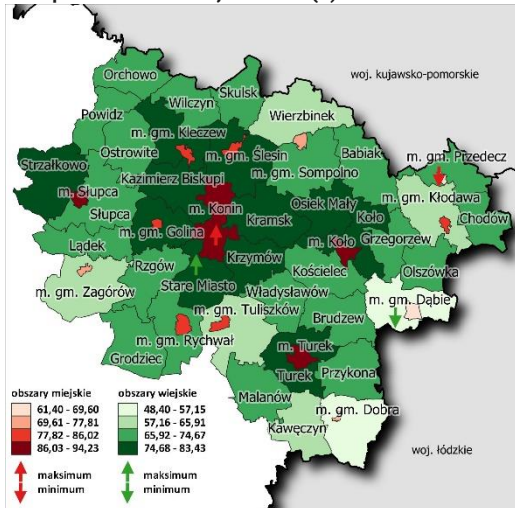 Orchowo
Skulsk
woj. kujawsko-pomorskie
Wilczyn
Wierzbinek
Powidz
m. gm. Kleczew
Ostrowite
m. gm. Ślesin
Babiak
m. gm. Przedecz
Strzałkowo
Kazimierz Biskupi
m. gm. Sompolno
m. gm. Kłodawa
m. Słupca
m. Konin
Osiek Mały
Słupca
Kramsk
Koło
Chodów
m. gm. Golina
m. Koło
Grzegorzew
Lądek
Krzymów
Rzgów
Kościelec
Olszówka
m. gm. Zagórów
Stare Miasto
Władysławów
m. gm. Dąbie
m. gm. Tuliszków
Brudzew
m. gm. Rychwał
m. Turek
Grodziec
Turek
Przykona
Malanów
m. gm. Dobra
Kawęczyn
woj. łódzkie
obszary miejskie
61,40 - 69,60
69,61 - 77,81
77,82 - 86,02
86,03 - 94,23
maksimum
minimum
obszary wiejskie
48,40 - 57,15
57,16 - 65,91
65,92 - 74,67
74,68 - 83,43
maksimum
minimum